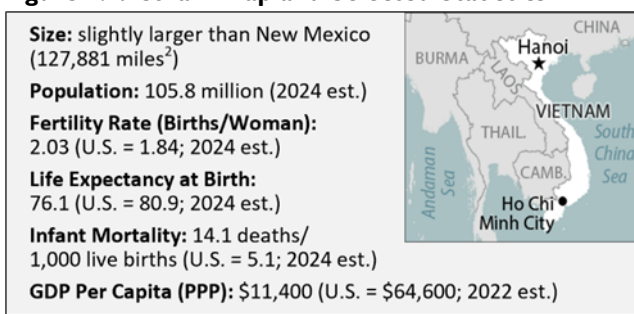 Size: slightly larger than New Mexico
(127,881 miles²)
Population: 105.8 million (2024 est.)
Fertility Rate (Births/Woman):
2.03 (U.S. = 1.84; 2024 est.)
Life Expectancy at Birth:
76.1 (U.S. = 80.9; 2024 est.)
Infant Mortality: 14.1 deaths/
1,000 live births (U.S. = 5.1; 2024 est.)
GDP Per Capita (PPP): $11,400 (U.S. = $64,600; 2022 est.)
CHINA
Hanoi
BURMA
LAOS
VIETNAM
THAIL.
South
China
Sea
Andaman
Sea
CAMB.
Ho Chi
Minh City